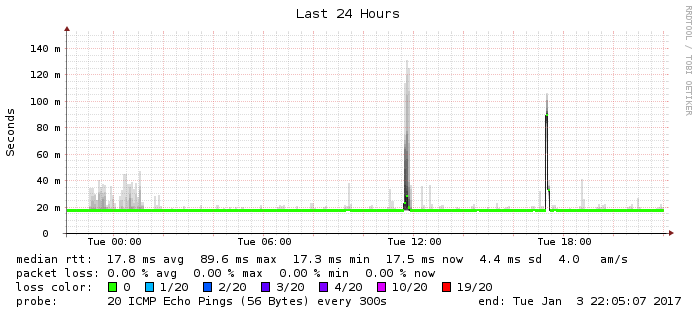 Last 24 Hours
RRDTOOL / TOBI OETIKER
Seconds
140 m
120 m
100 m
80 m
60 m
40 m
20 m
0
Tue 00:00 Tue 06:00 Tue 12:00 Tue 18:00
median rtt: 17.8 ms avg 89.6 ms max 17.3 ms min 17.5 ms now 4.4 ms sd 4.0 am/s
packet loss: 0.00 % avg 0.00 % max 0.00 % min 0.00 % now
loss color: 0 1/20 2/20 3/20 4/20 10/20 19/20
probe: 20 ICMP Echo Pings (56 Bytes) every 300s end: Tue Jan 3 22:05:07 2017